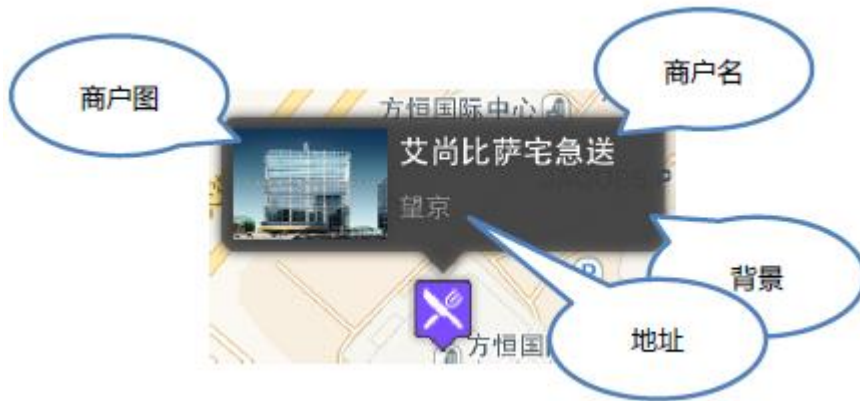 商户图
商户名
方恒国际中心
艾尚比萨宅急送
望京
背景
地址
方恒国